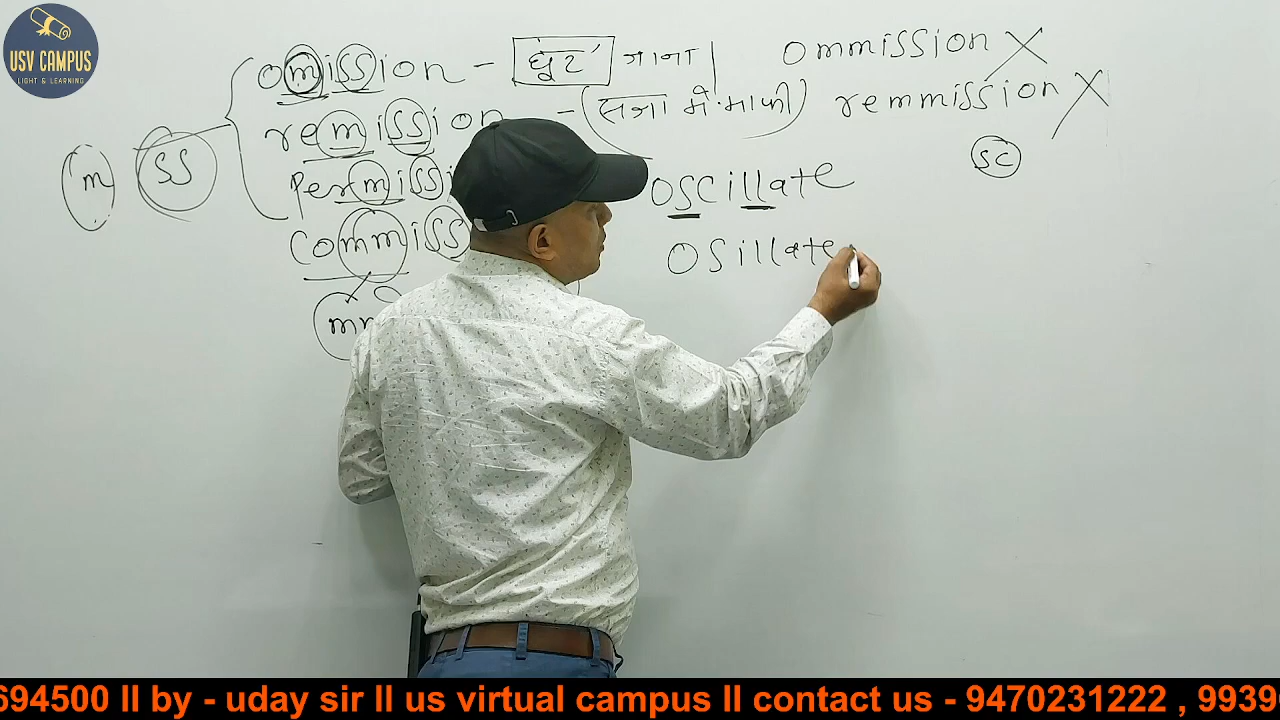 USV CAMPUS
LIGHT & LEARNING
omission - छूट जाना ommission
remission - (सजा में माफी) remmission
sc
m ss permissi oscillate
commiss osillate
694500 ll by - uday sir ll us virtual campus ll contact us - 9470231222 , 9939